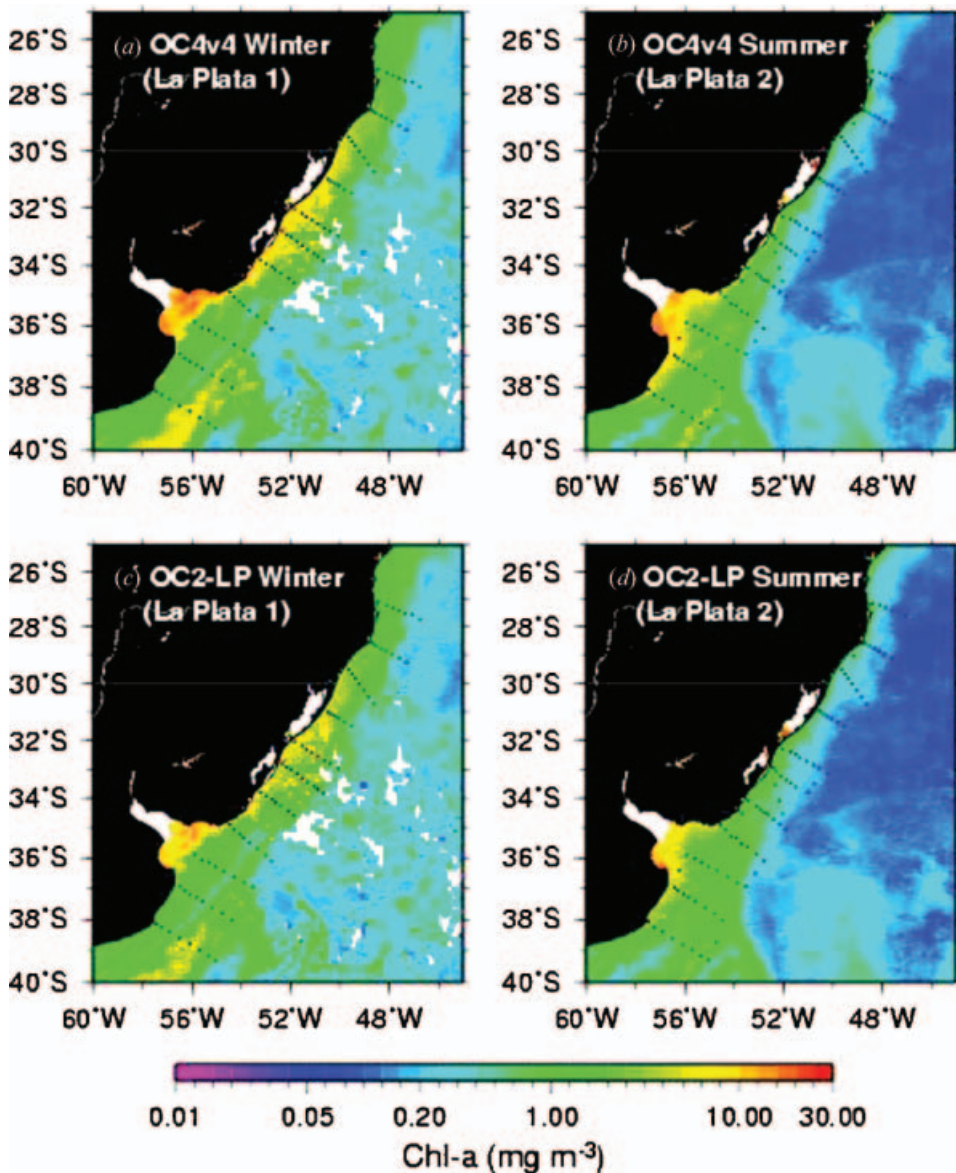 (a) OC4v4 Winter
(La Plata 1)
(b) OC4v4 Summer
(La Plata 2)
26°S
28°S
30°S
32°S
34°S
36°S
38°S
40°S
26°S
28°S
30°S
32°S
34°S
36°S
38°S
40°S
60°W 56°W 52°W 48°W
60°W 56°W 52°W 48°W
(c) OC2-LP Winter
(La Plata 1)
(d) OC2-LP Summer
(La Plata 2)
26°S
28°S
30°S
32°S
34°S
36°S
38°S
40°S
26°S
28°S
30°S
32°S
34°S
36°S
38°S
40°S
60°W 56°W 52°W 48°W
60°W 56°W 52°W 48°W
0.01 0.05 0.20 1.00 10.00 30.00
Chl-a (mg m⁻³)